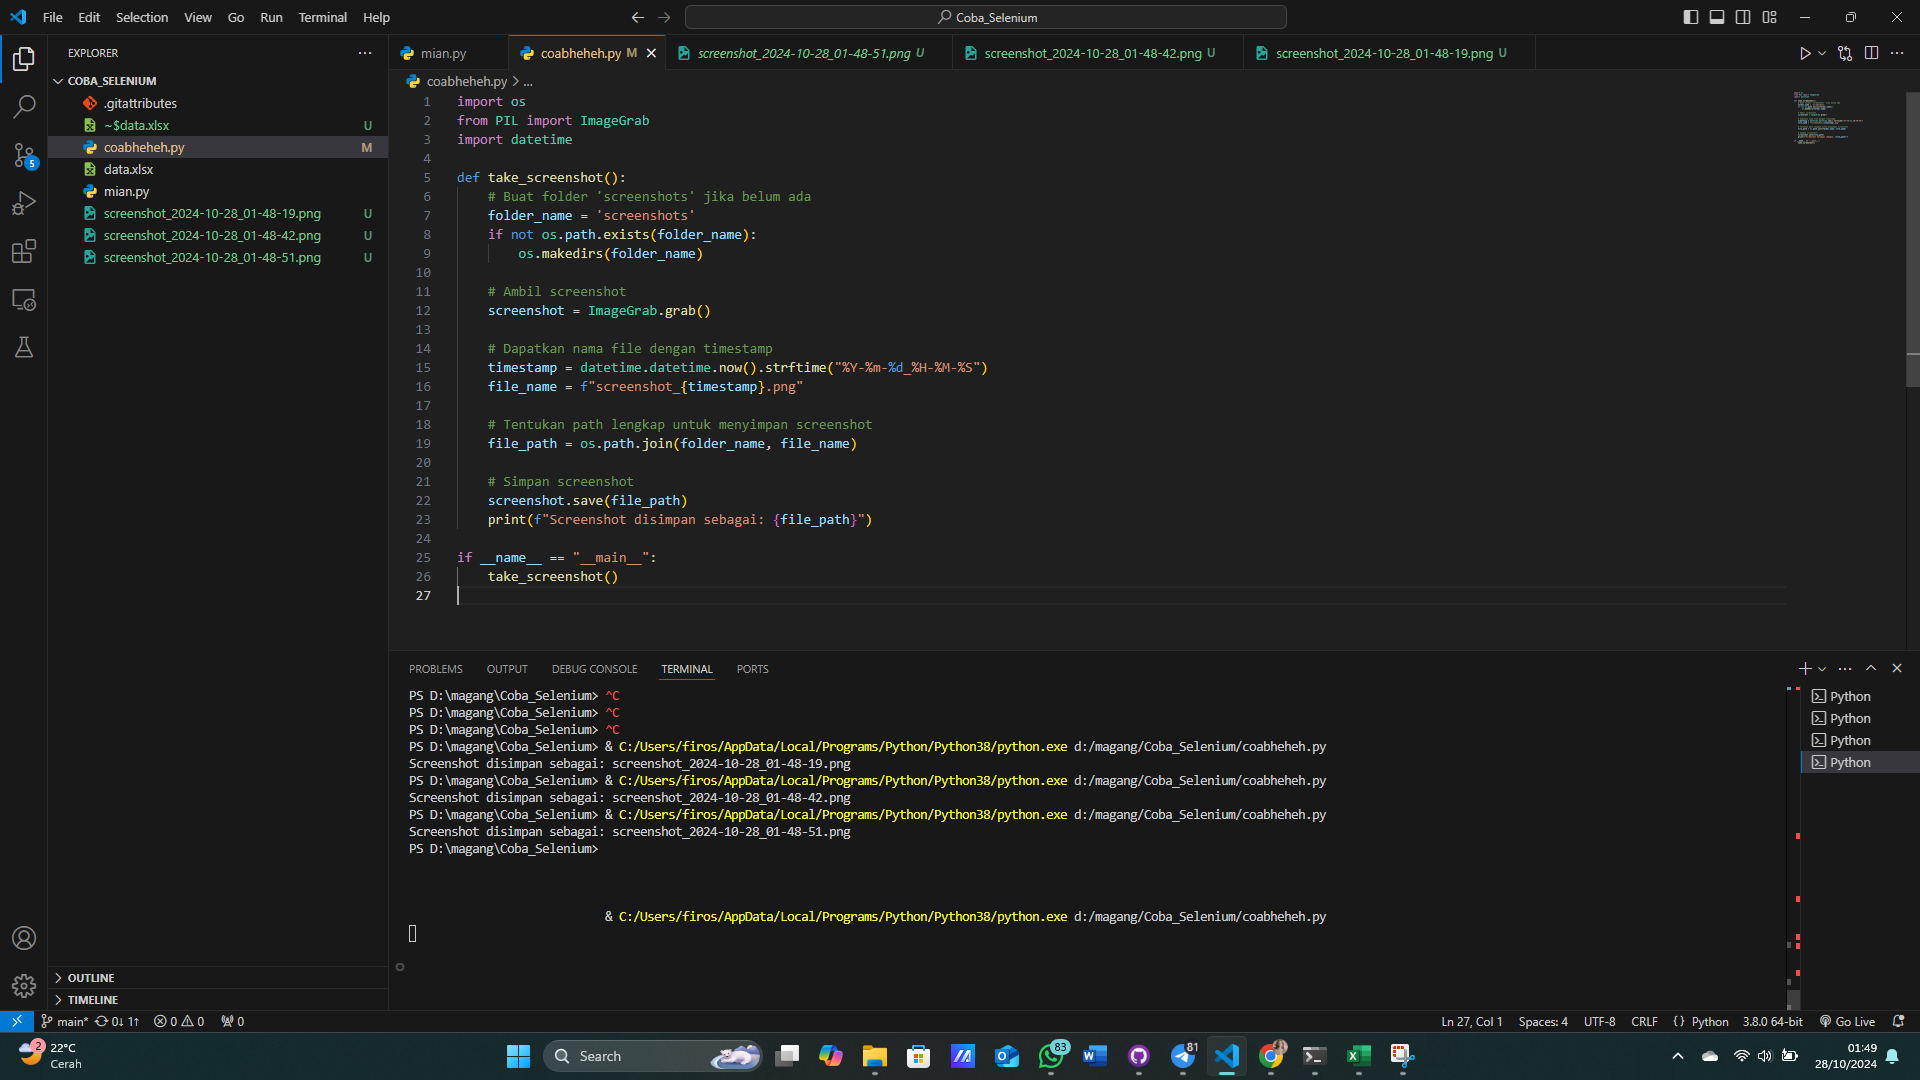 File Edit Selection View Go Run Terminal Help
Coba_Selenium
EXPLORER
COBA_SELENIUM
.gitattributes
~$data.xlsx U
coabheheh.py M
data.xlsx
mian.py
screenshot_2024-10-28_01-48-19.png U
screenshot_2024-10-28_01-48-42.png U
screenshot_2024-10-28_01-48-51.png U
5
OUTLINE
TIMELINE
mian.py coabheheh.py M screenshot_2024-10-28_01-48-51.png U screenshot_2024-10-28_01-48-42.png U screenshot_2024-10-28_01-48-19.png U
coabheheh.py > ...
1 import os
2 from PIL import ImageGrab
3 import datetime
4
5 def take_screenshot():
6 # Buat folder 'screenshots' jika belum ada
7 folder_name = 'screenshots'
8 if not os.path.exists(folder_name):
9 os.makedirs(folder_name)
10
11 # Ambil screenshot
12 screenshot = ImageGrab.grab()
13
14 # Dapatkan nama file dengan timestamp
15 timestamp = datetime.datetime.now().strftime("%Y-%m-%d_%H-%M-%S")
16 file_name = f"screenshot_{timestamp}.png"
17
18 # Tentukan path lengkap untuk menyimpan screenshot
19 file_path = os.path.join(folder_name, file_name)
20
21 # Simpan screenshot
22 screenshot.save(file_path)
23 print(f"Screenshot disimpan sebagai: {file_path}")
24
25 if __name__ == "__main__":
26 take_screenshot()
27
PROBLEMS OUTPUT DEBUG CONSOLE TERMINAL PORTS
PS D:\magang\Coba_Selenium> ^C
PS D:\magang\Coba_Selenium> ^C
PS D:\magang\Coba_Selenium> ^C
PS D:\magang\Coba_Selenium> & C:/Users/firos/AppData/Local/Programs/Python/Python38/python.exe d:/magang/Coba_Selenium/coabheheh.py
Screenshot disimpan sebagai: screenshot_2024-10-28_01-48-19.png
PS D:\magang\Coba_Selenium> & C:/Users/firos/AppData/Local/Programs/Python/Python38/python.exe d:/magang/Coba_Selenium/coabheheh.py
Screenshot disimpan sebagai: screenshot_2024-10-28_01-48-42.png
PS D:\magang\Coba_Selenium> & C:/Users/firos/AppData/Local/Programs/Python/Python38/python.exe d:/magang/Coba_Selenium/coabheheh.py
Screenshot disimpan sebagai: screenshot_2024-10-28_01-48-51.png
PS D:\magang\Coba_Selenium>
& C:/Users/firos/AppData/Local/Programs/Python/Python38/python.exe d:/magang/Coba_Selenium/coabheheh.py
Python
Python
Python
Python
main* 0↓ 1↑ 0 0 0
Ln 27, Col 1 Spaces: 4 UTF-8 CRLF {} Python 3.8.0 64-bit Go Live
2
22°C
Cerah
Search
83
81
01:49
28/10/2024